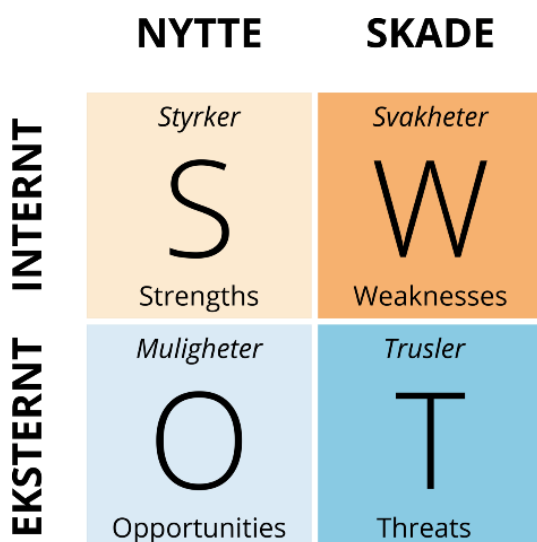 NYTTE SKADE
INTERNT
Styrker Svakheter
S W
Strengths Weaknesses
EKSTERNT
Muligheter Trusler
O T
Opportunities Threats